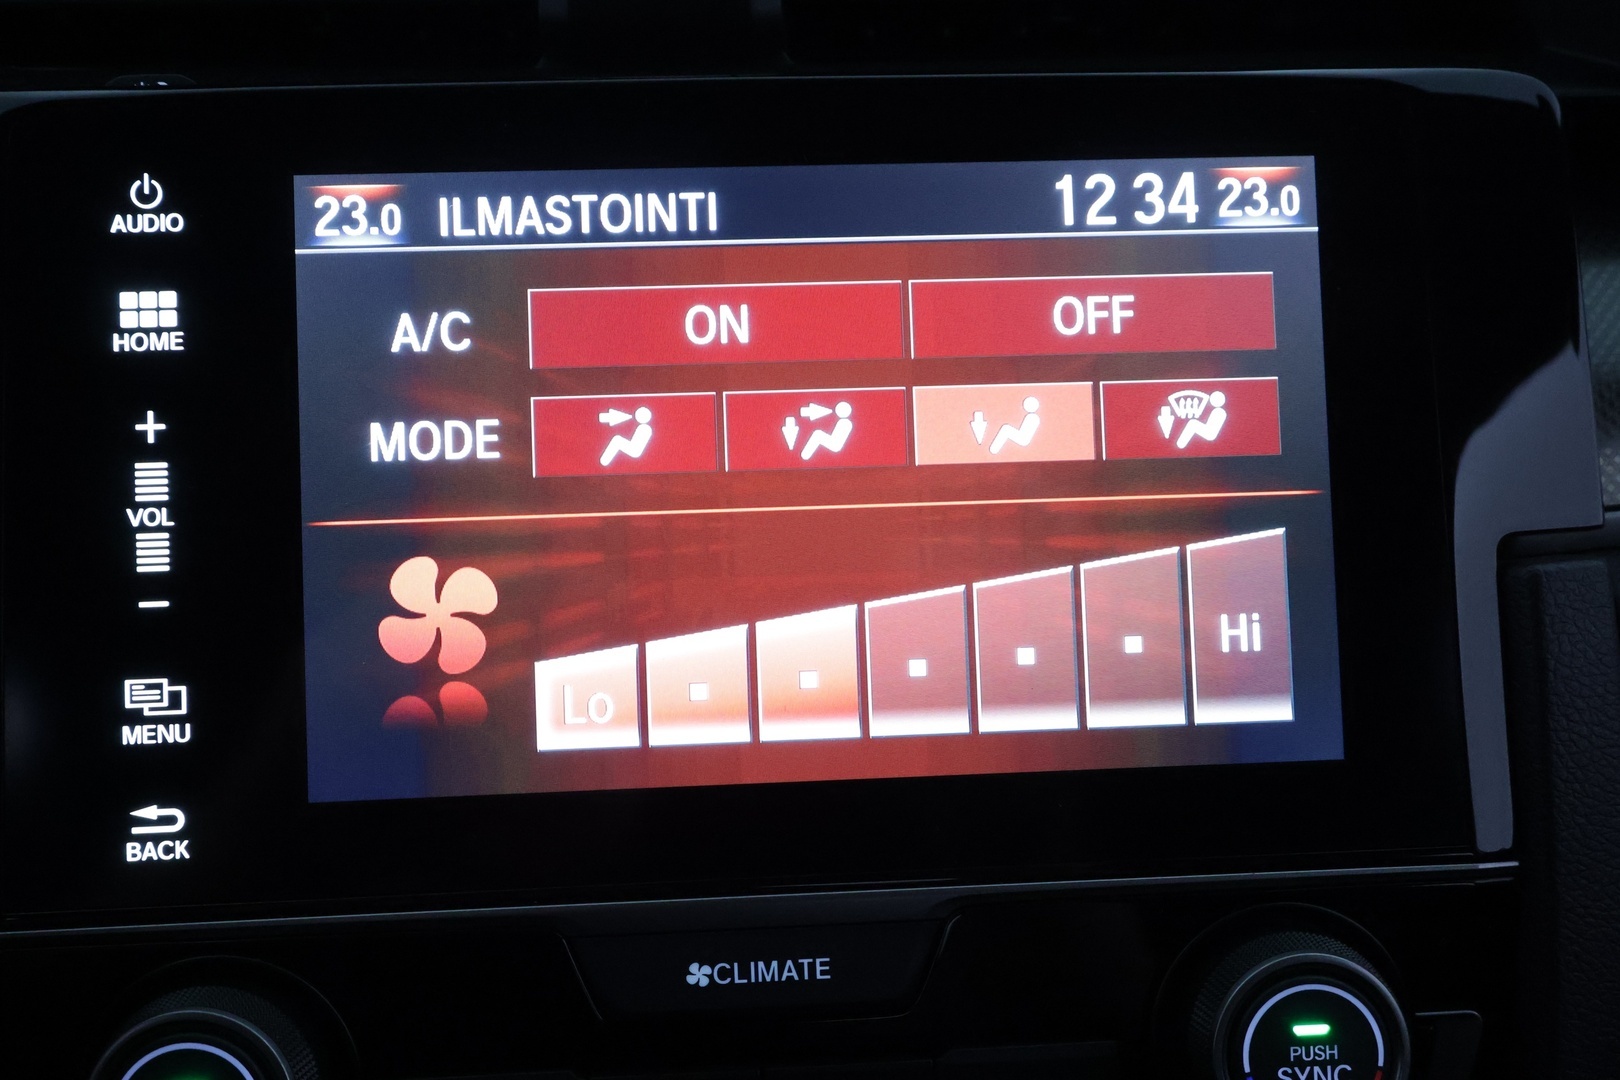 AUDIO
HOME
+
VOL
−
MENU
BACK
23.0 ILMASTOINTI 12 34 23.0
A/C ON OFF
MODE
Lo Hi
CLIMATE
PUSH
SYNC